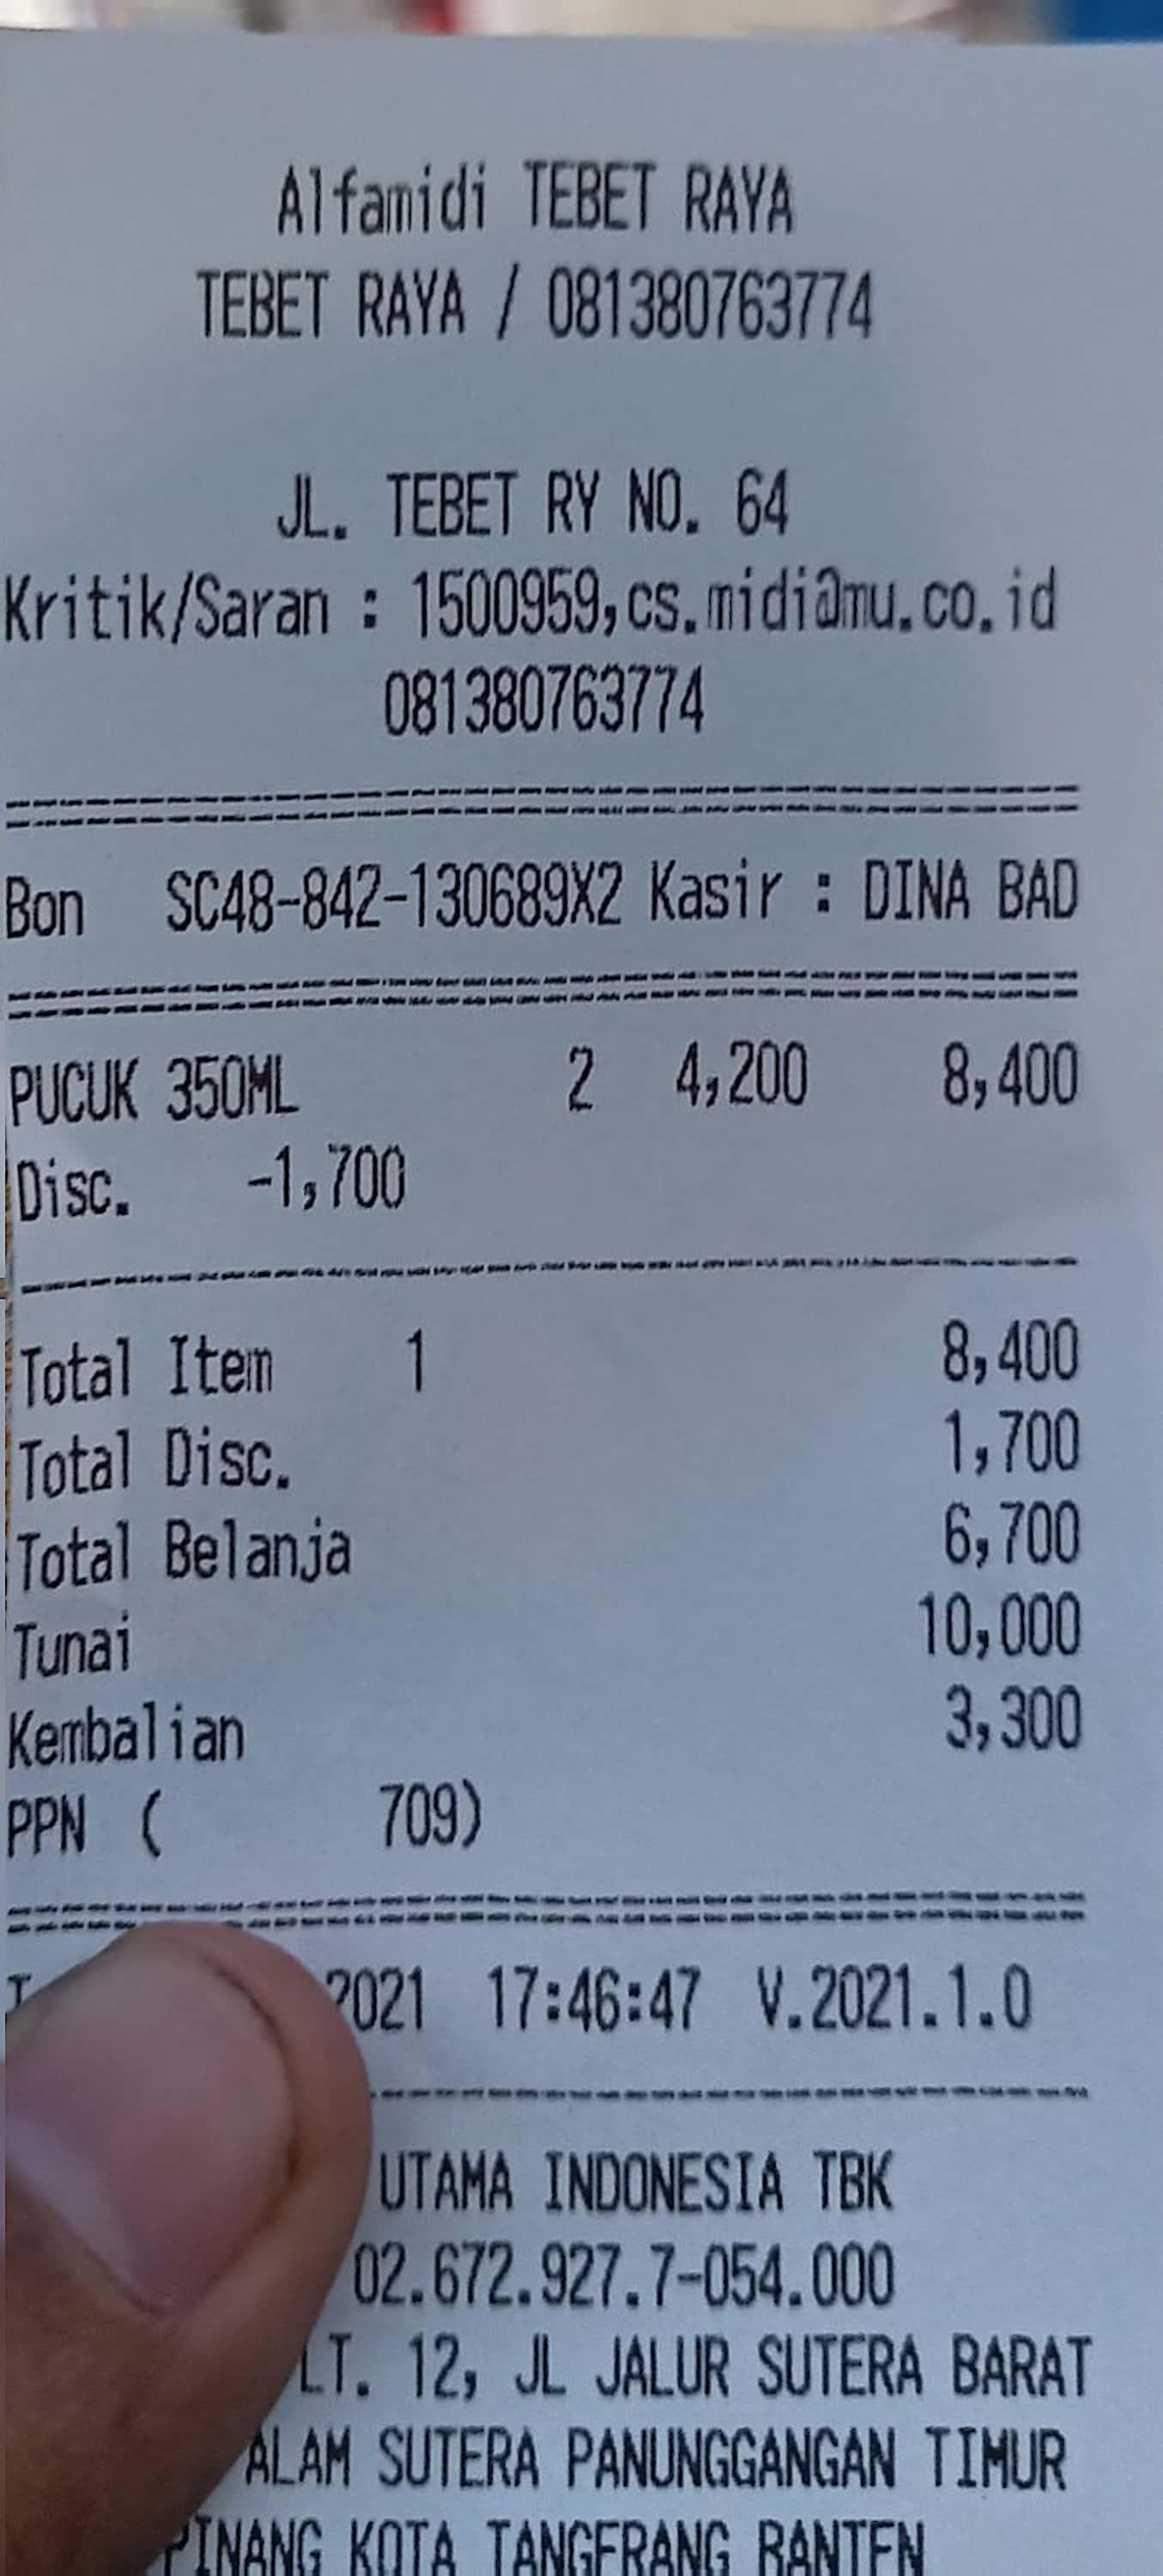 Alfamidi TEBET RAYA
TEBET RAYA / 081380763774
JL. TEBET RY NO. 64
Kritik/Saran : 1500959,cs.midi@mu.co.id
081380763774
Bon SC48-842-130689X2 Kasir : DINA BAD
PUCUK 350ML 2 4,200 8,400
Disc. -1,700
Total Item 1 8,400
Total Disc. 1,700
Total Belanja 6,700
Tunai 10,000
Kembalian 3,300
PPN ( 709)
2021 17:46:47 V.2021.1.0
UTAMA INDONESIA TBK
02.672.927.7-054.000
LT. 12, JL JALUR SUTERA BARAT
ALAM SUTERA PANUNGGANGAN TIMUR
PINANG KOTA TANGERANG BANTEN